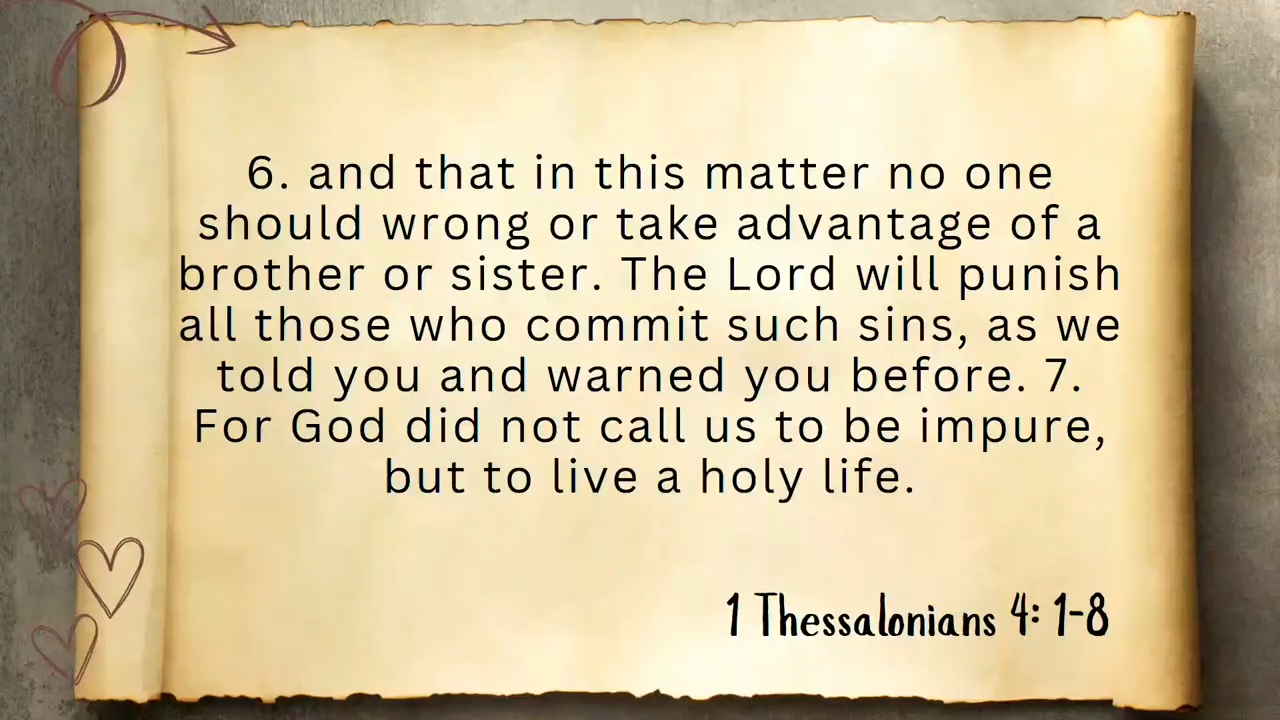 6. and that in this matter no one
should wrong or take advantage of a
brother or sister. The Lord will punish
all those who commit such sins, as we
told you and warned you before. 7.
For God did not call us to be impure,
but to live a holy life.
1 Thessalonians 4: 1-8